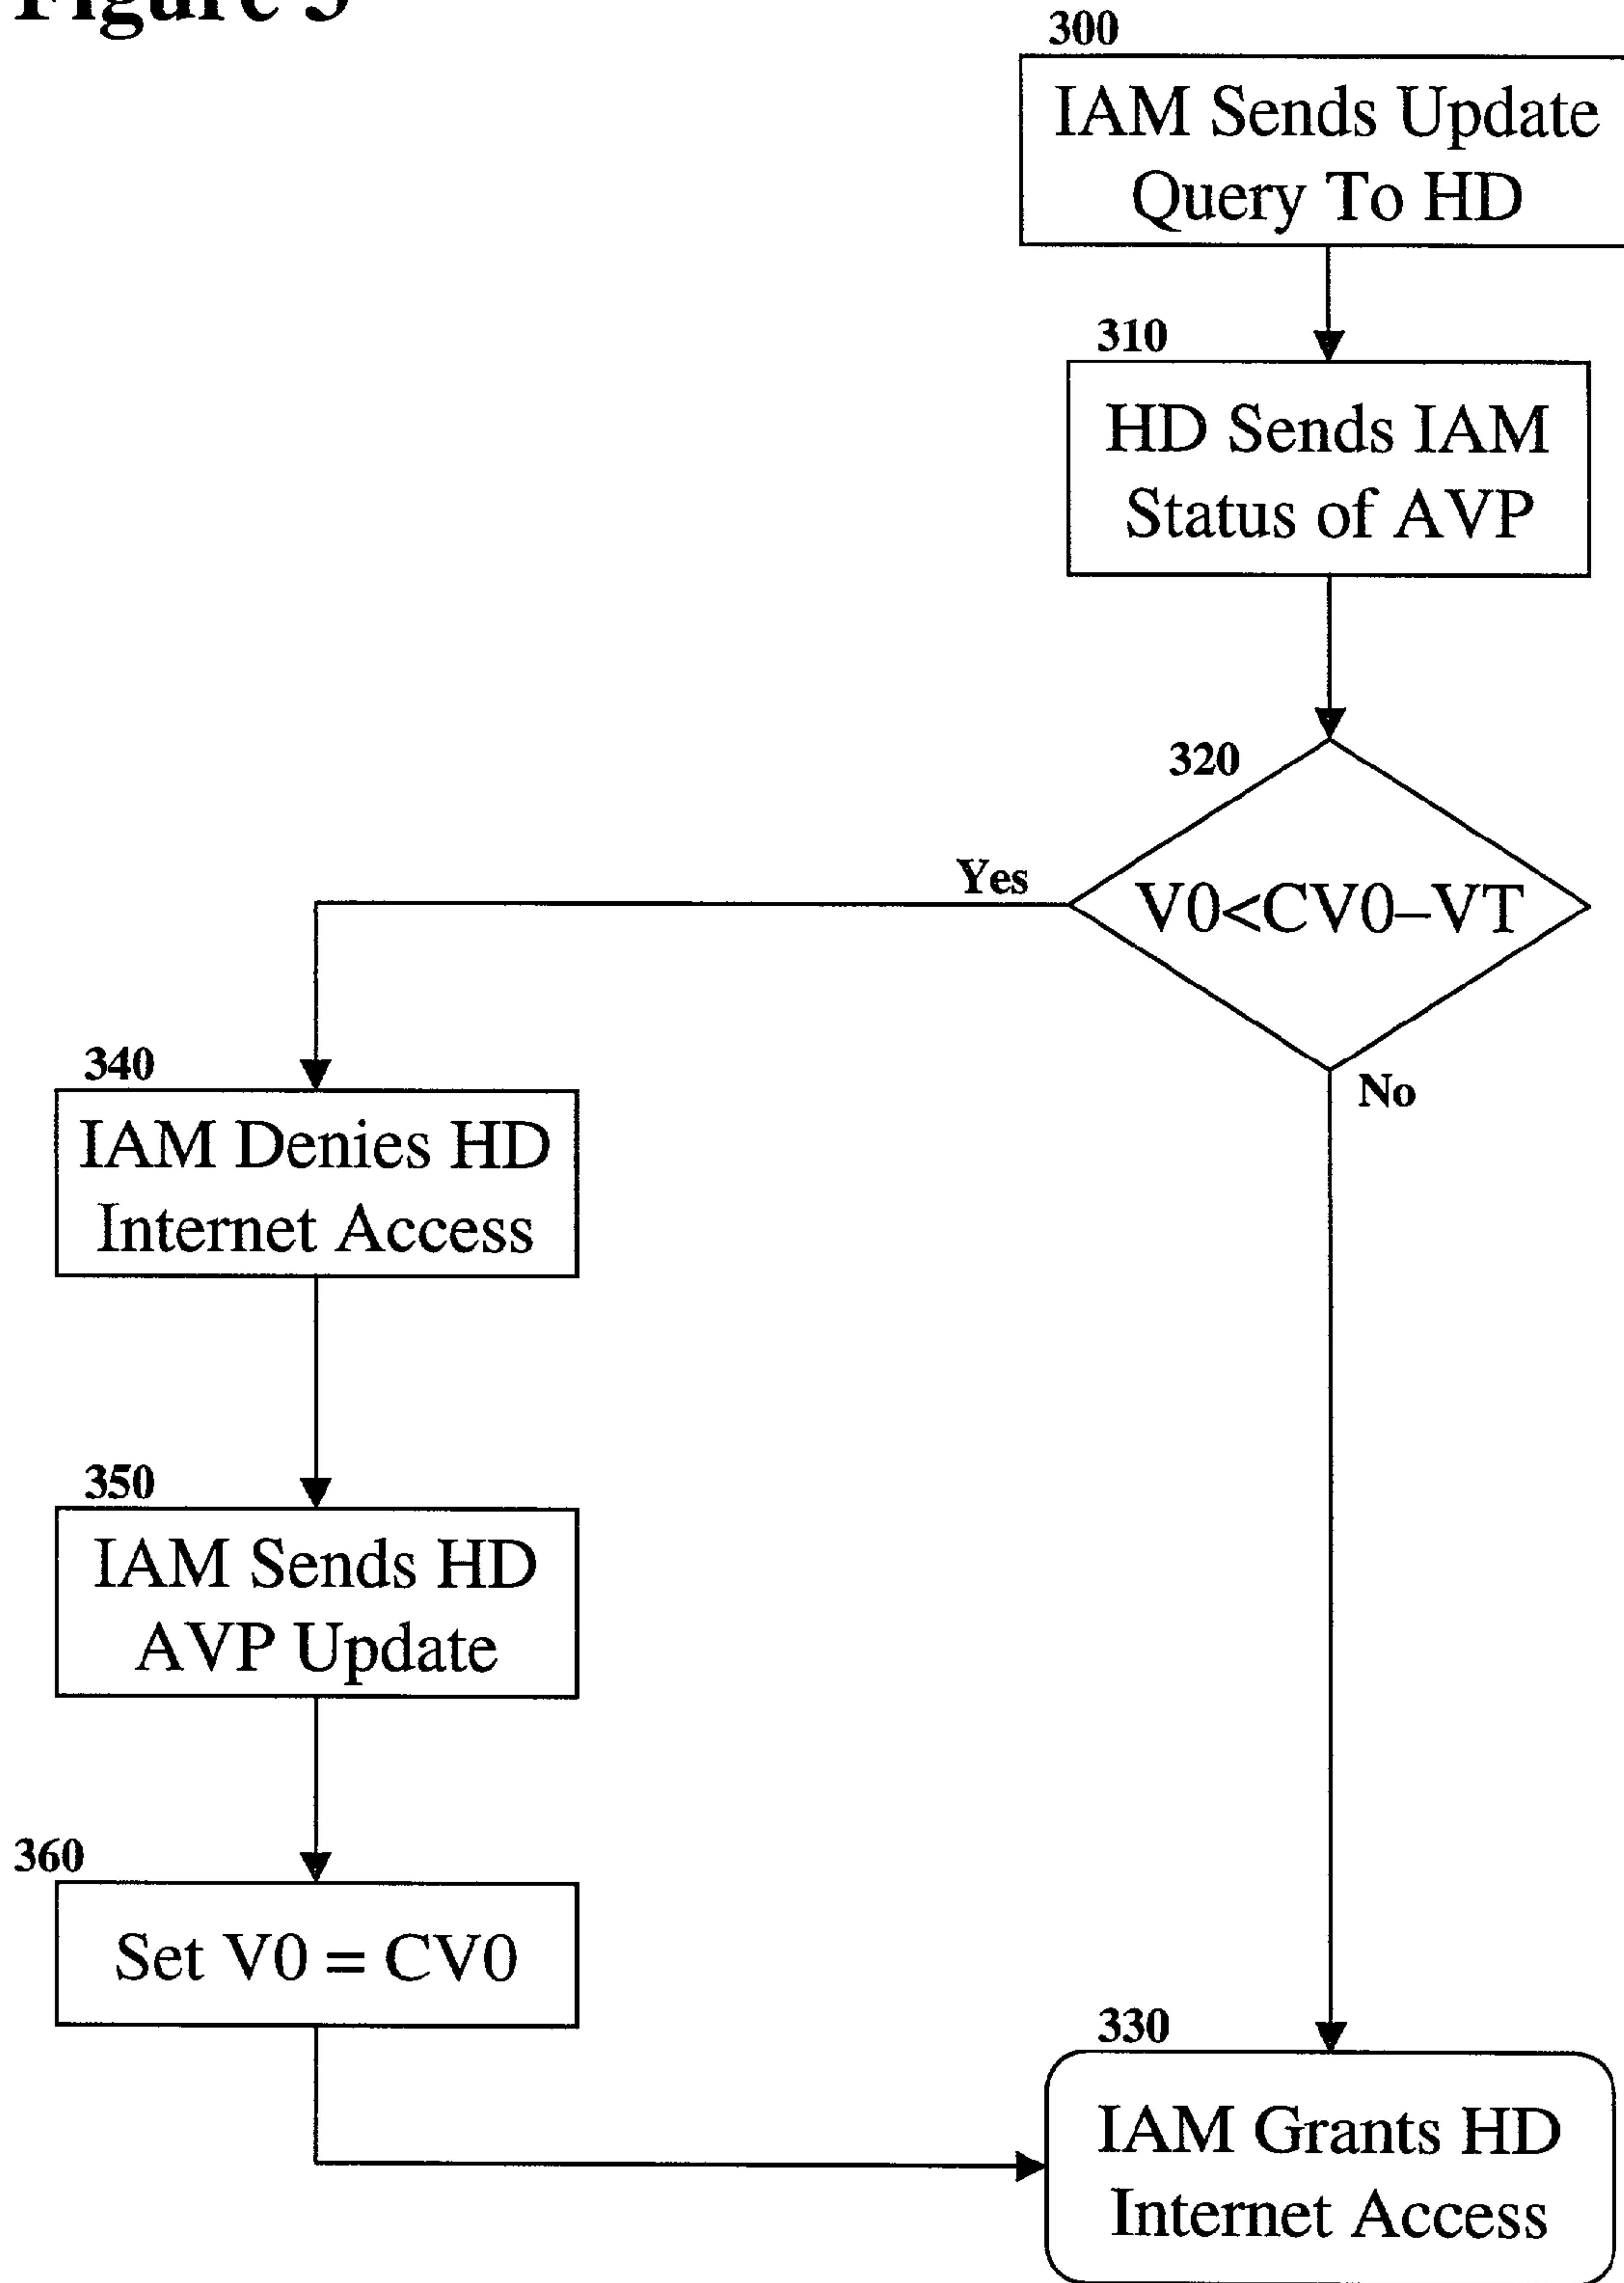 Figure 3
300
IAM Sends Update
Query To HD
310
HD Sends IAM
Status of AVP
320
V0<CV0–VT
Yes
No
340
IAM Denies HD
Internet Access
350
IAM Sends HD
AVP Update
360
Set V0 = CV0
330
IAM Grants HD
Internet Access